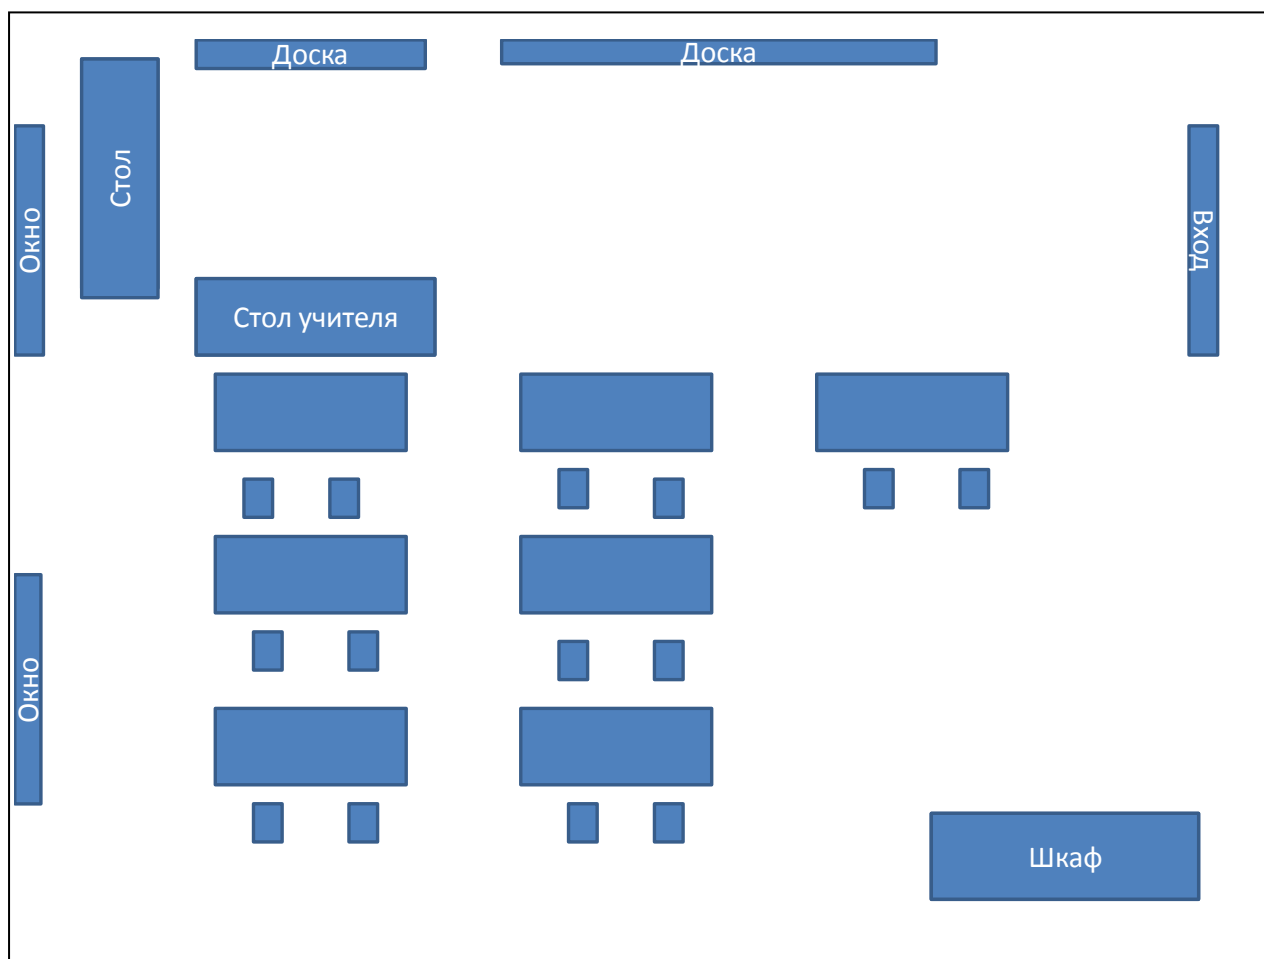 Доска
Доска
Стол
Окно
Вход
Стол учителя
Окно
Шкаф